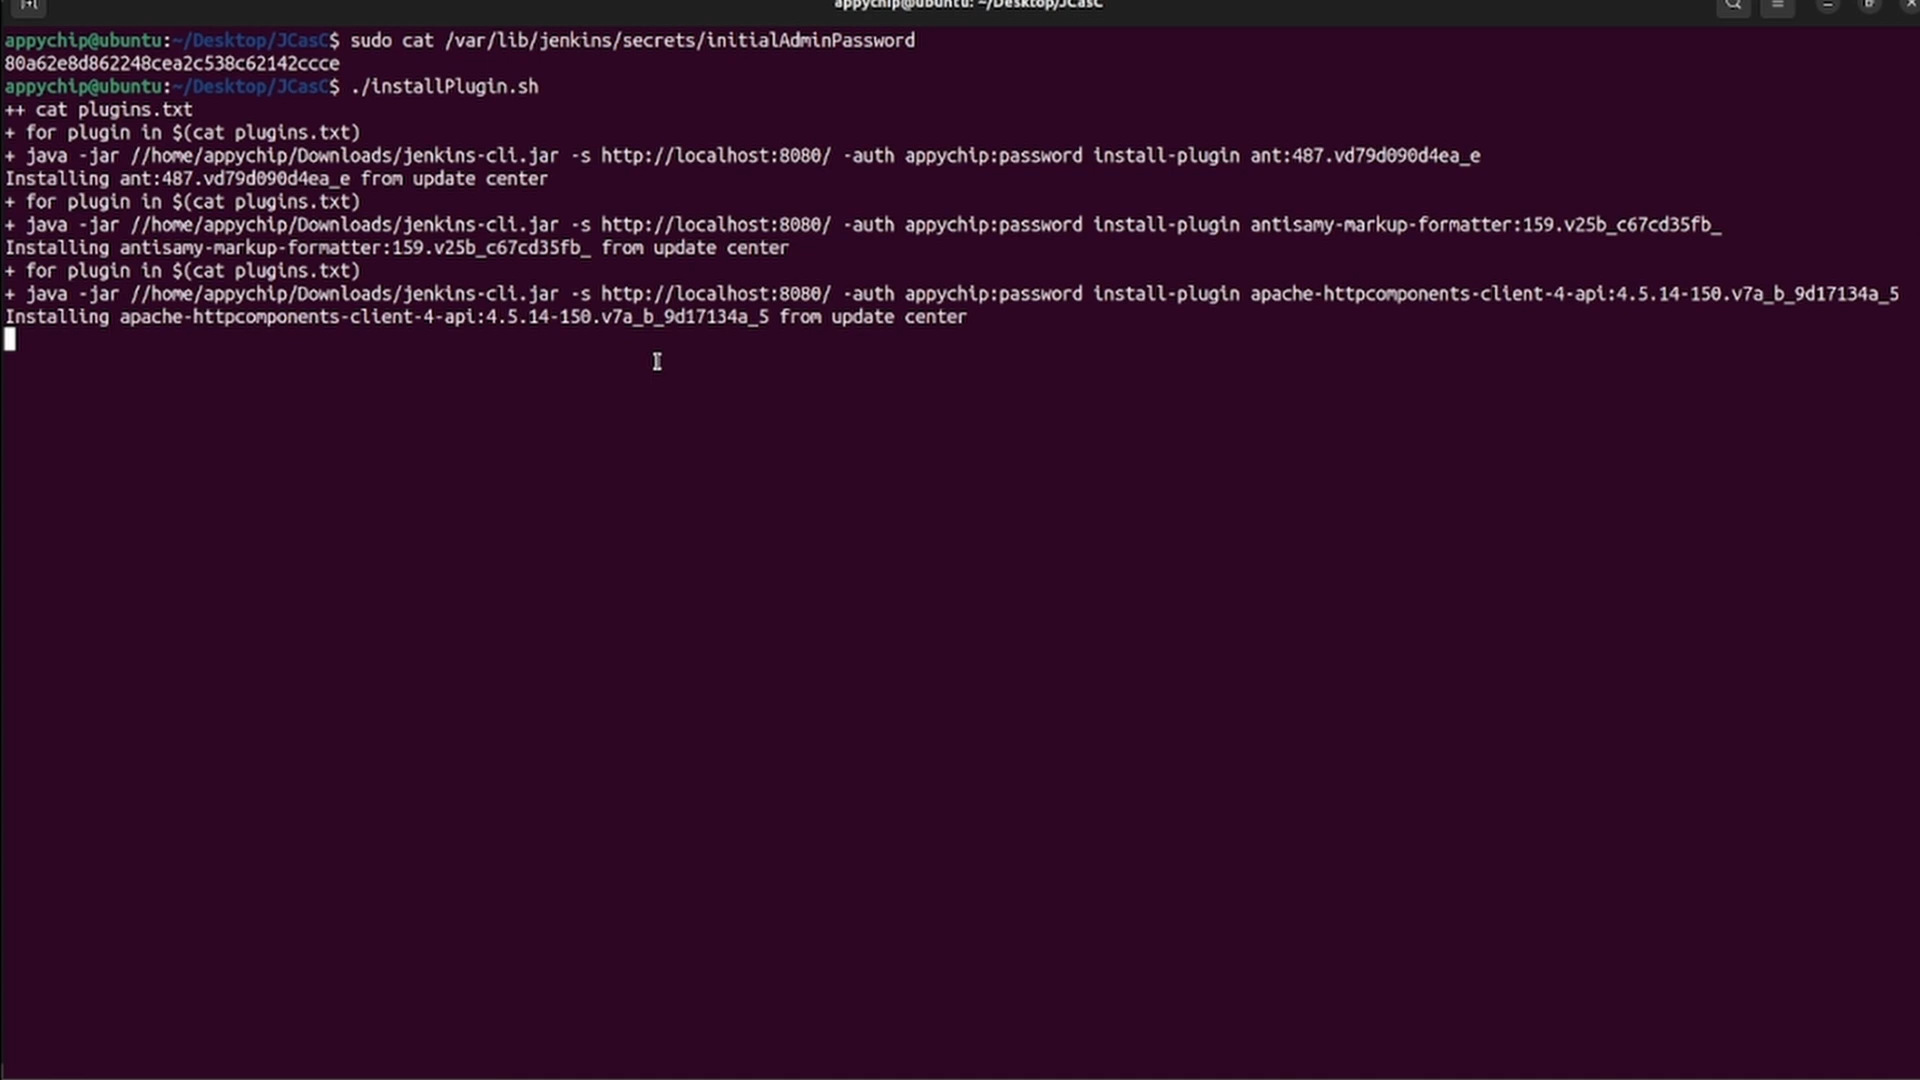 appychip@ubuntu: ~/Desktop/JCasC
appychip@ubuntu:~/Desktop/JCasC$ sudo cat /var/lib/jenkins/secrets/initialAdminPassword
80a62e8d862248cea2c538c62142ccce
appychip@ubuntu:~/Desktop/JCasC$ ./installPlugin.sh
++ cat plugins.txt
+ for plugin in $(cat plugins.txt)
+ java -jar //home/appychip/Downloads/jenkins-cli.jar -s http://localhost:8080/ -auth appychip:password install-plugin ant:487.vd79d090d4ea_e
Installing ant:487.vd79d090d4ea_e from update center
+ for plugin in $(cat plugins.txt)
+ java -jar //home/appychip/Downloads/jenkins-cli.jar -s http://localhost:8080/ -auth appychip:password install-plugin antisamy-markup-formatter:159.v25b_c67cd35fb_
Installing antisamy-markup-formatter:159.v25b_c67cd35fb_ from update center
+ for plugin in $(cat plugins.txt)
+ java -jar //home/appychip/Downloads/jenkins-cli.jar -s http://localhost:8080/ -auth appychip:password install-plugin apache-httpcomponents-client-4-api:4.5.14-150.v7a_b_9d17134a_5
Installing apache-httpcomponents-client-4-api:4.5.14-150.v7a_b_9d17134a_5 from update center